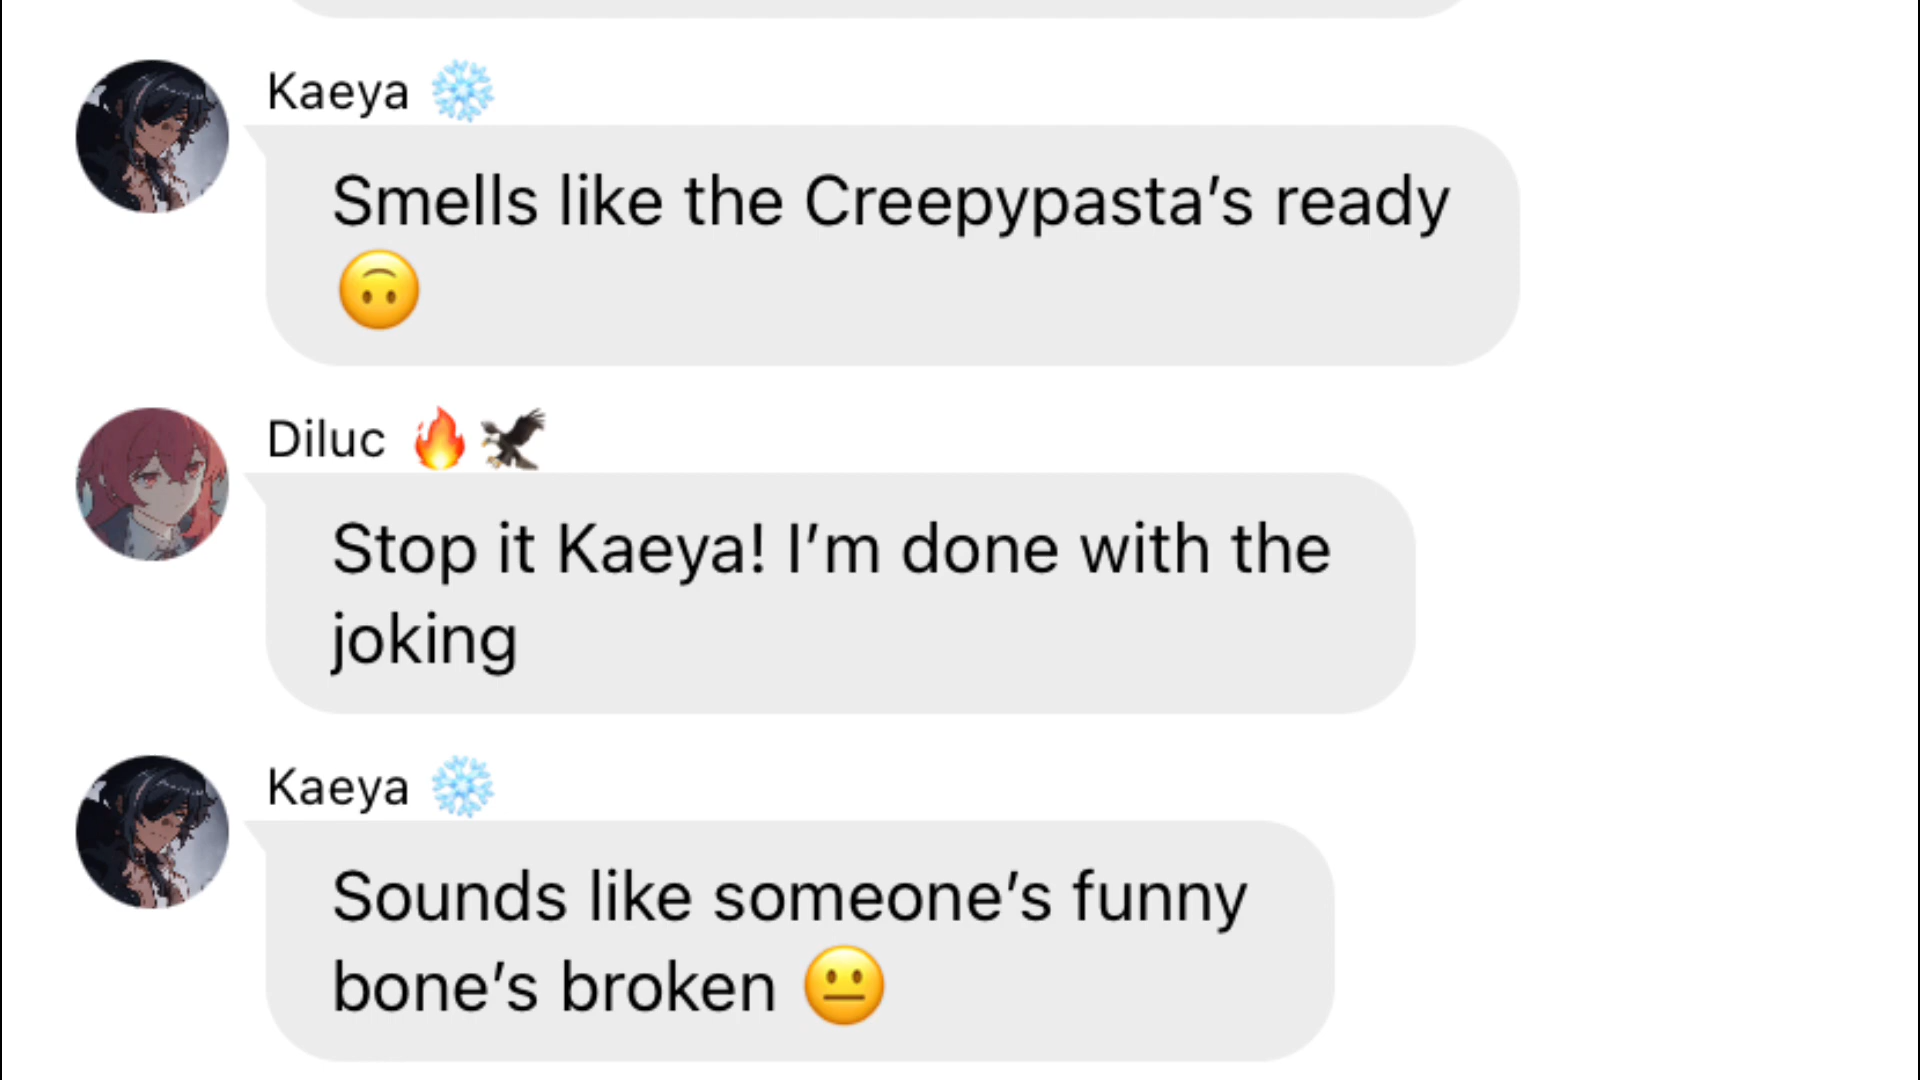 Kaeya ❄️
Smells like the Creepypasta’s ready
🙃
Diluc 🔥🦅
Stop it Kaeya! I’m done with the
joking
Kaeya ❄️
Sounds like someone’s funny
bone’s broken 😐